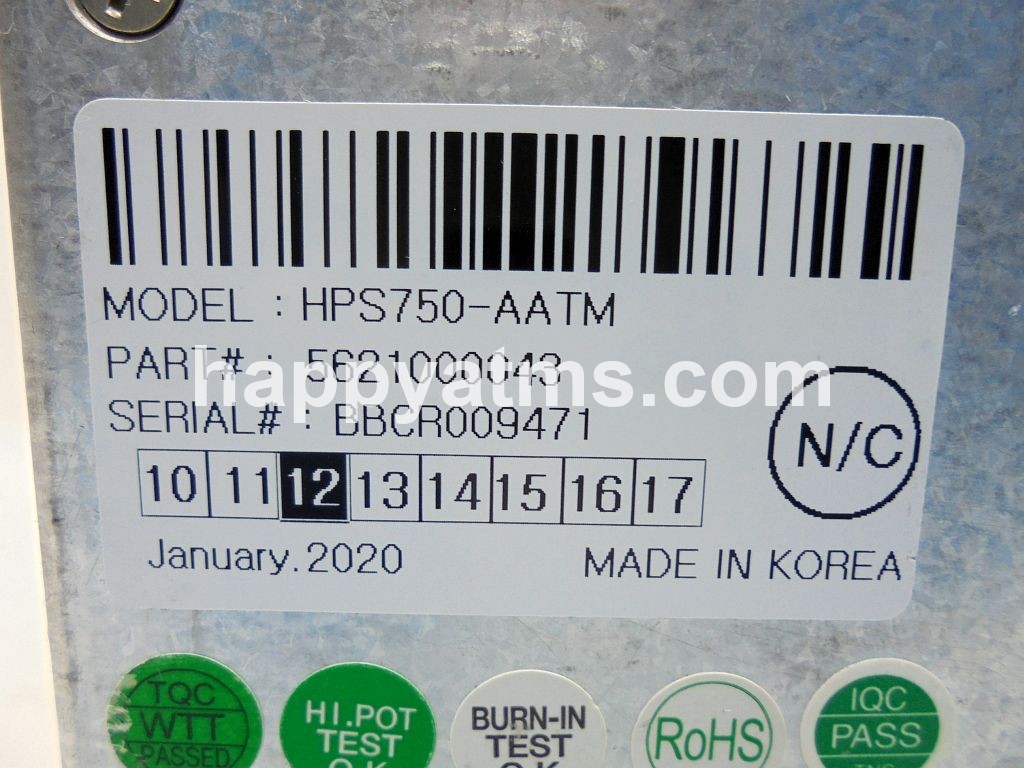 MODEL : HPS750-AATM
PART# : 5621000043
happyatms.com
SERIAL# : BBCR009471
N/C
10 11 12 13 14 15 16 17
January.2020
MADE IN KOREA
TQC
WTT
PASSED
HI.POT
TEST
O.K
BURN-IN
TEST
O.K
RoHS
IQC
PASS